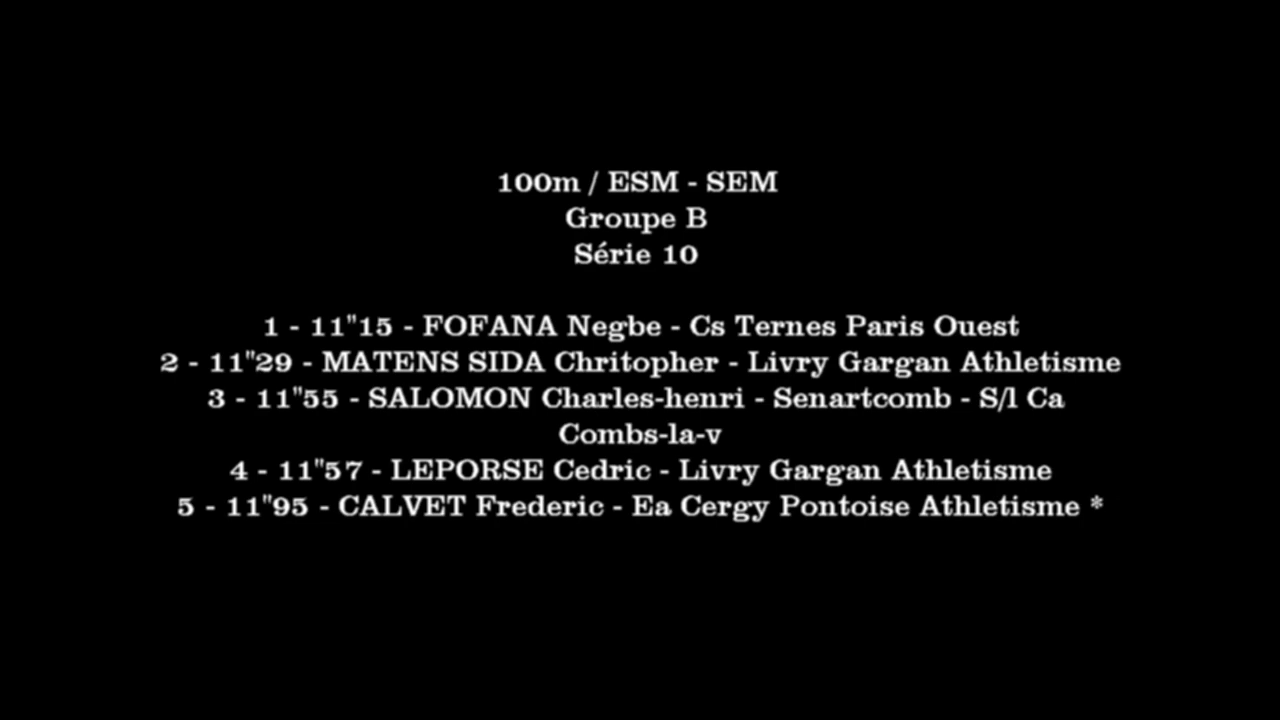 100m / ESM - SEM
Groupe B
Série 10
1 - 11"15 - FOFANA Negbe - Cs Ternes Paris Ouest
2 - 11"29 - MATENS SIDA Chritopher - Livry Gargan Athletisme
3 - 11"55 - SALOMON Charles-henri - Senartcomb - S/l Ca
Combs-la-v
4 - 11"57 - LEPORSE Cedric - Livry Gargan Athletisme
5 - 11"95 - CALVET Frederic - Ea Cergy Pontoise Athletisme *